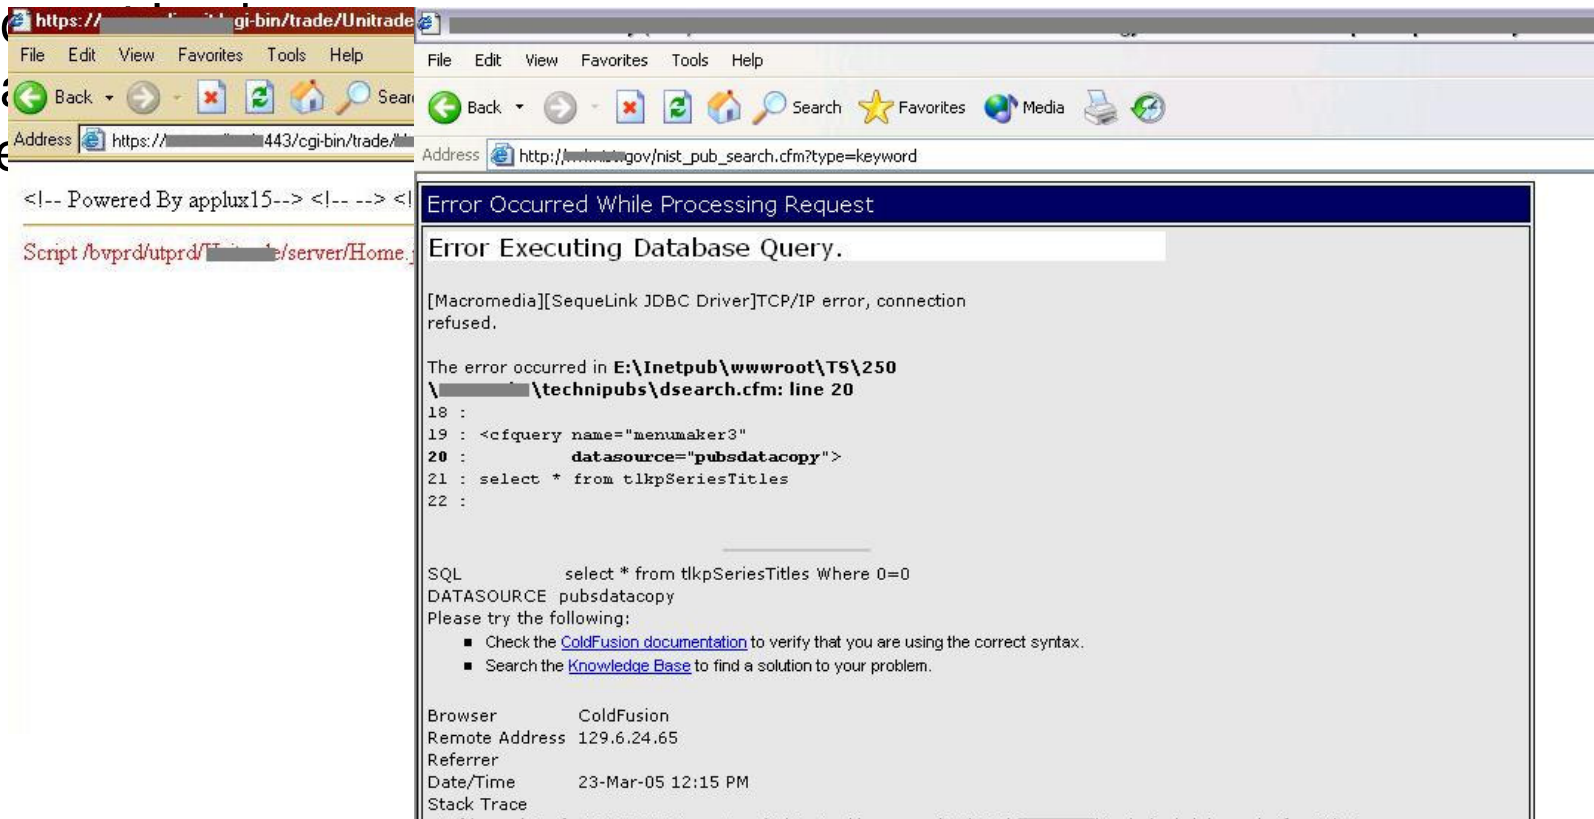 https://
gi-bin/trade/Unitrade
File Edit View Favorites Tools Help
Back
Address https:// 443/cgi-bin/trade/
<!-- Powered By applux15--> <!-- --> <!
Script /bvprd/utprd/ e/server/Home.
File Edit View Favorites Tools Help
Back Search Favorites Media
Address http:// gov/nist_pub_search.cfm?type=keyword
Error Occurred While Processing Request
Error Executing Database Query.
[Macromedia][SequeLink JDBC Driver]TCP/IP error, connection
refused.
The error occurred in E:\Inetpub\wwwroot\TS\250
\ \technipubs\dsearch.cfm: line 20
18 :
19 : <cfquery name="menumaker3"
20 : datasource="pubsdatacopy">
21 : select * from tlkpSeriesTitles
22 :
SQL select * from tlkpSeriesTitles Where 0=0
DATASOURCE pubsdatacopy
Please try the following:
■ Check the ColdFusion documentation to verify that you are using the correct syntax.
■ Search the Knowledge Base to find a solution to your problem.
Browser ColdFusion
Remote Address 129.6.24.65
Referrer
Date/Time 23-Mar-05 12:15 PM
Stack Trace